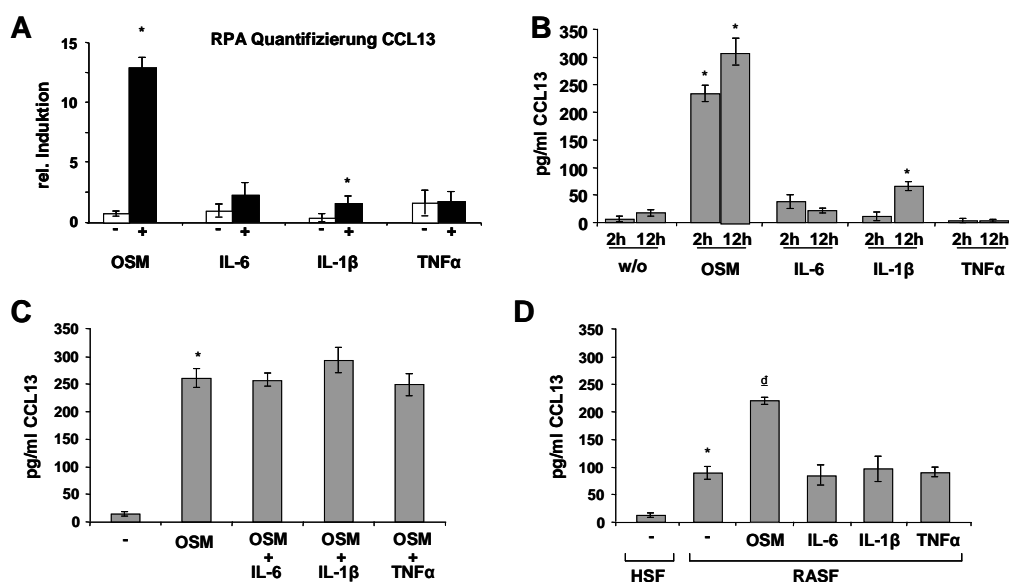 A
RPA Quantifizierung CCL13
rel. Induktion
15
10
5
0
*
*
- + - + - + - +
OSM IL-6 IL-1β TNFα
B
pg/ml CCL13
350
300
250
200
150
100
50
0
*
*
*
2h 12h 2h 12h 2h 12h 2h 12h 2h 12h
w/o OSM IL-6 IL-1β TNFα
C
pg/ml CCL13
350
300
250
200
150
100
50
0
*
- OSM OSM OSM OSM
+ + +
IL-6 IL-1β TNFα
D
pg/ml CCL13
350
300
250
200
150
100
50
0
*
- - OSM IL-6 IL-1β TNFα
HSF RASF